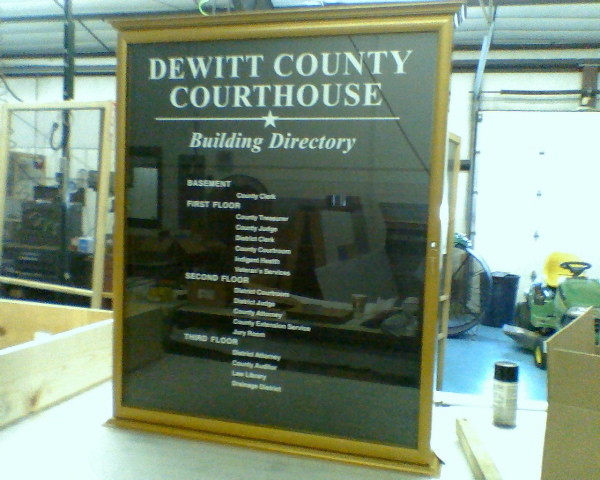 DEWITT COUNTY
COURTHOUSE
Building Directory
BASEMENT
County Clerk
FIRST FLOOR
County Treasurer
County Judge
District Clerk
County Courtroom
Indigent Health
Veteran's Services
SECOND FLOOR
District Courtroom
District Judge
County Attorney
County Extension Service
Jury Room
THIRD FLOOR
District Attorney
County Auditor
Law Library
Drainage District